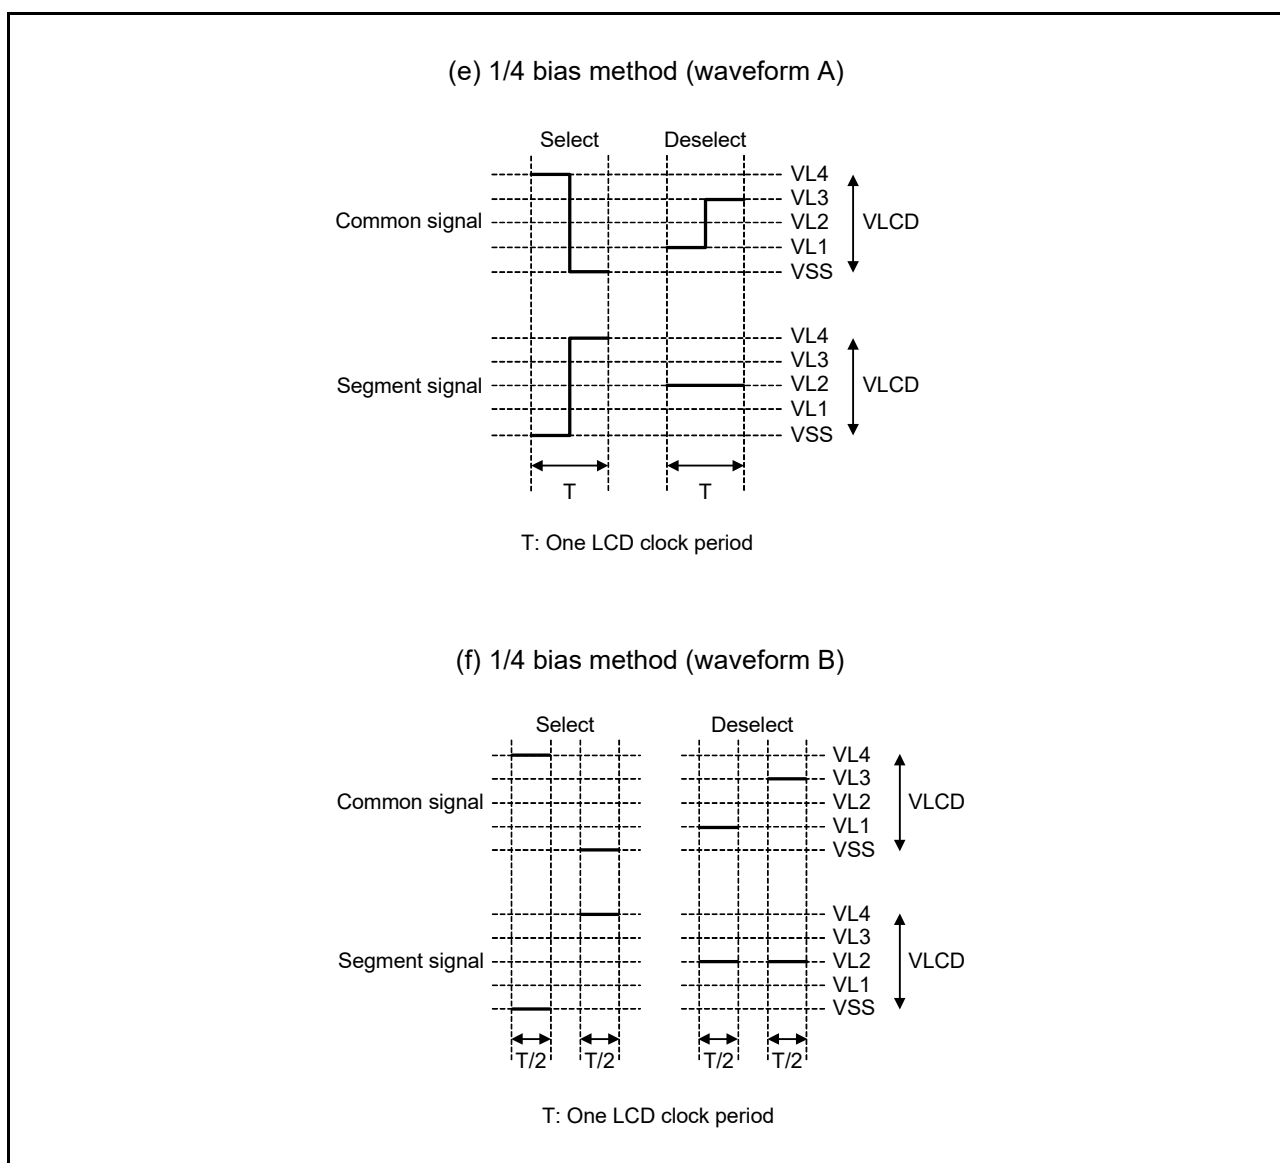 (e) 1/4 bias method (waveform A)
Select Deselect
VL4
VL3
Common signal VL2 VLCD
VL1
VSS
VL4
VL3
Segment signal VL2 VLCD
VL1
VSS
T T
T: One LCD clock period
(f) 1/4 bias method (waveform B)
Select Deselect
VL4
VL3
Common signal VL2 VLCD
VL1
VSS
VL4
VL3
Segment signal VL2 VLCD
VL1
VSS
T/2 T/2 T/2 T/2
T: One LCD clock period